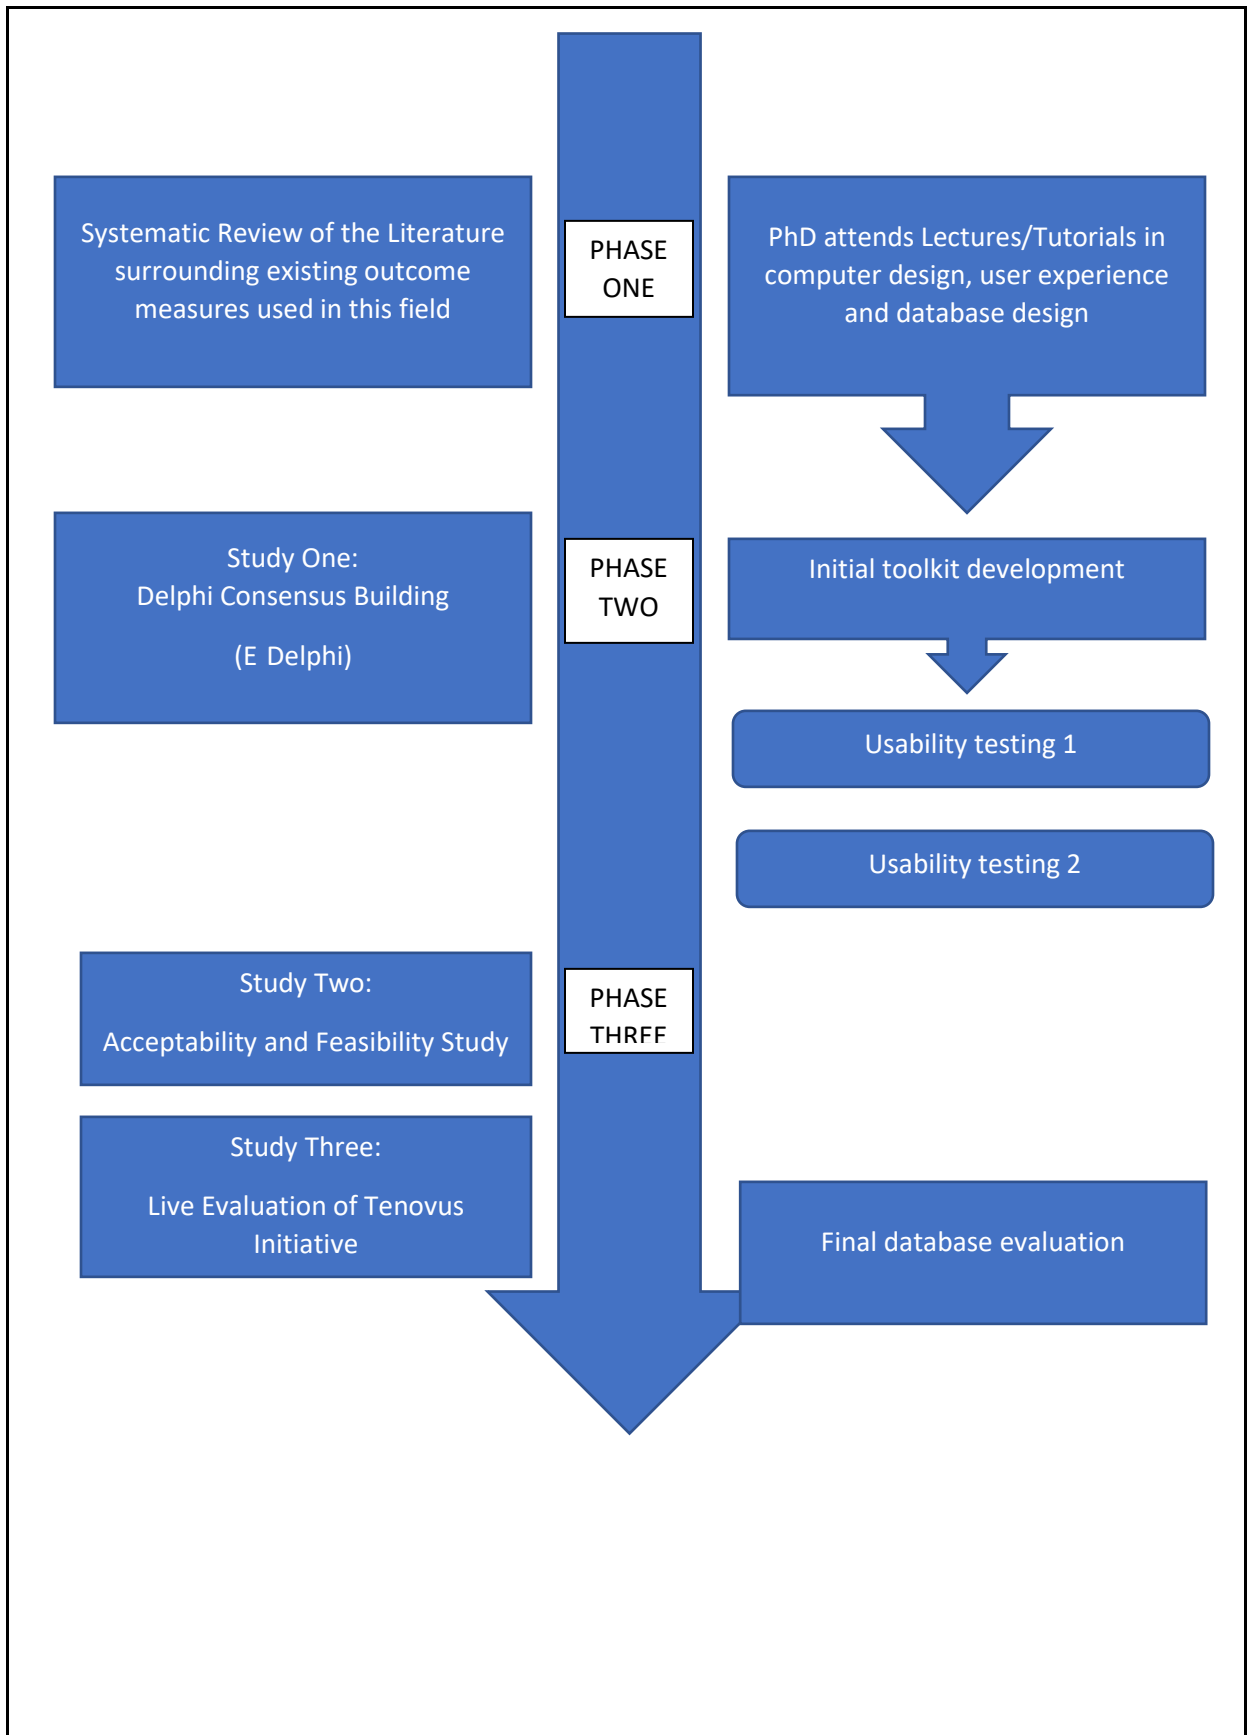 Systematic Review of the Literature
surrounding existing outcome
measures used in this field
PHASE
ONE
PhD attends Lectures/Tutorials in
computer design, user experience
and database design
Study One:
Delphi Consensus Building
(E Delphi)
PHASE
TWO
Initial toolkit development
Usability testing 1
Usability testing 2
Study Two:
Acceptability and Feasibility Study
PHASE
THREE
Study Three:
Live Evaluation of Tenovus
Initiative
Final database evaluation